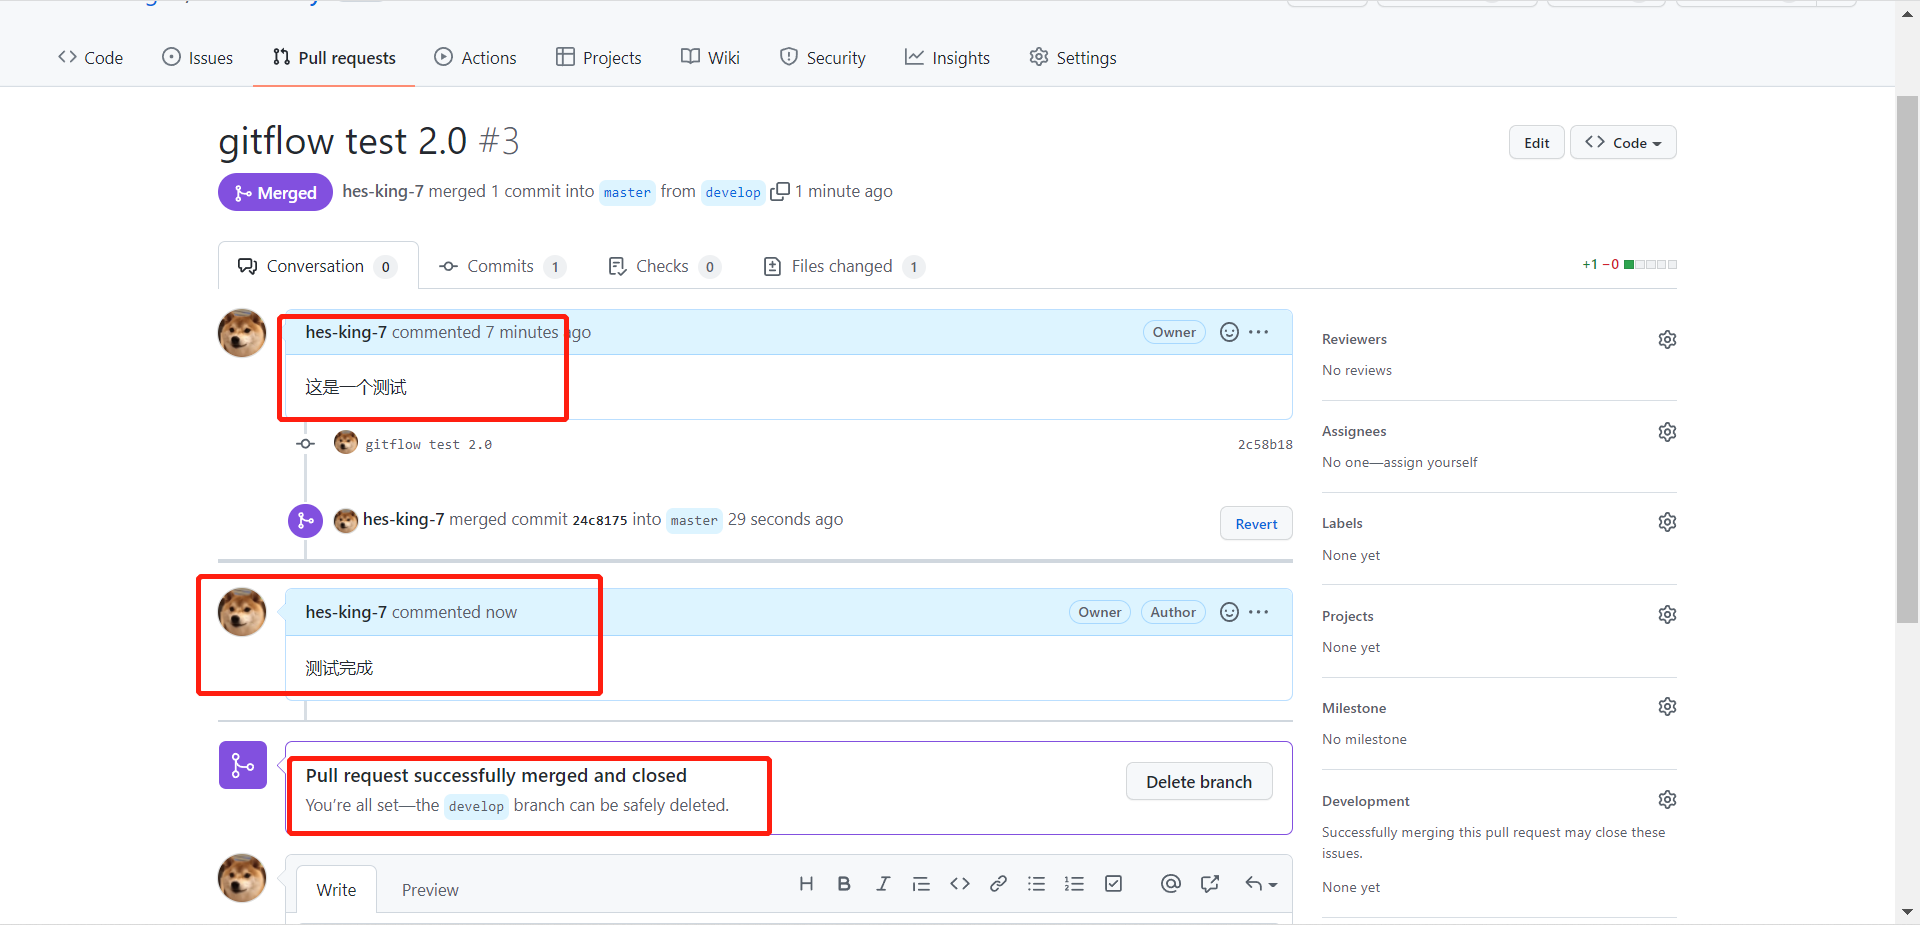 Code Issues Pull requests Actions Projects Wiki Security Insights Settings
gitflow test 2.0 #3
Edit Code
Merged hes-king-7 merged 1 commit into master from develop 1 minute ago
Conversation 0 Commits 1 Checks 0 Files changed 1
+1 −0
hes-king-7 commented 7 minutes ago Owner
这是一个测试
gitflow test 2.0 2c58b18
hes-king-7 merged commit 24c8175 into master 29 seconds ago Revert
hes-king-7 commented now Owner Author
测试完成
Pull request successfully merged and closed
You're all set—the develop branch can be safely deleted.
Delete branch
Write Preview
Reviewers
No reviews
Assignees
No one—assign yourself
Labels
None yet
Projects
None yet
Milestone
No milestone
Development
Successfully merging this pull request may close these
issues.
None yet